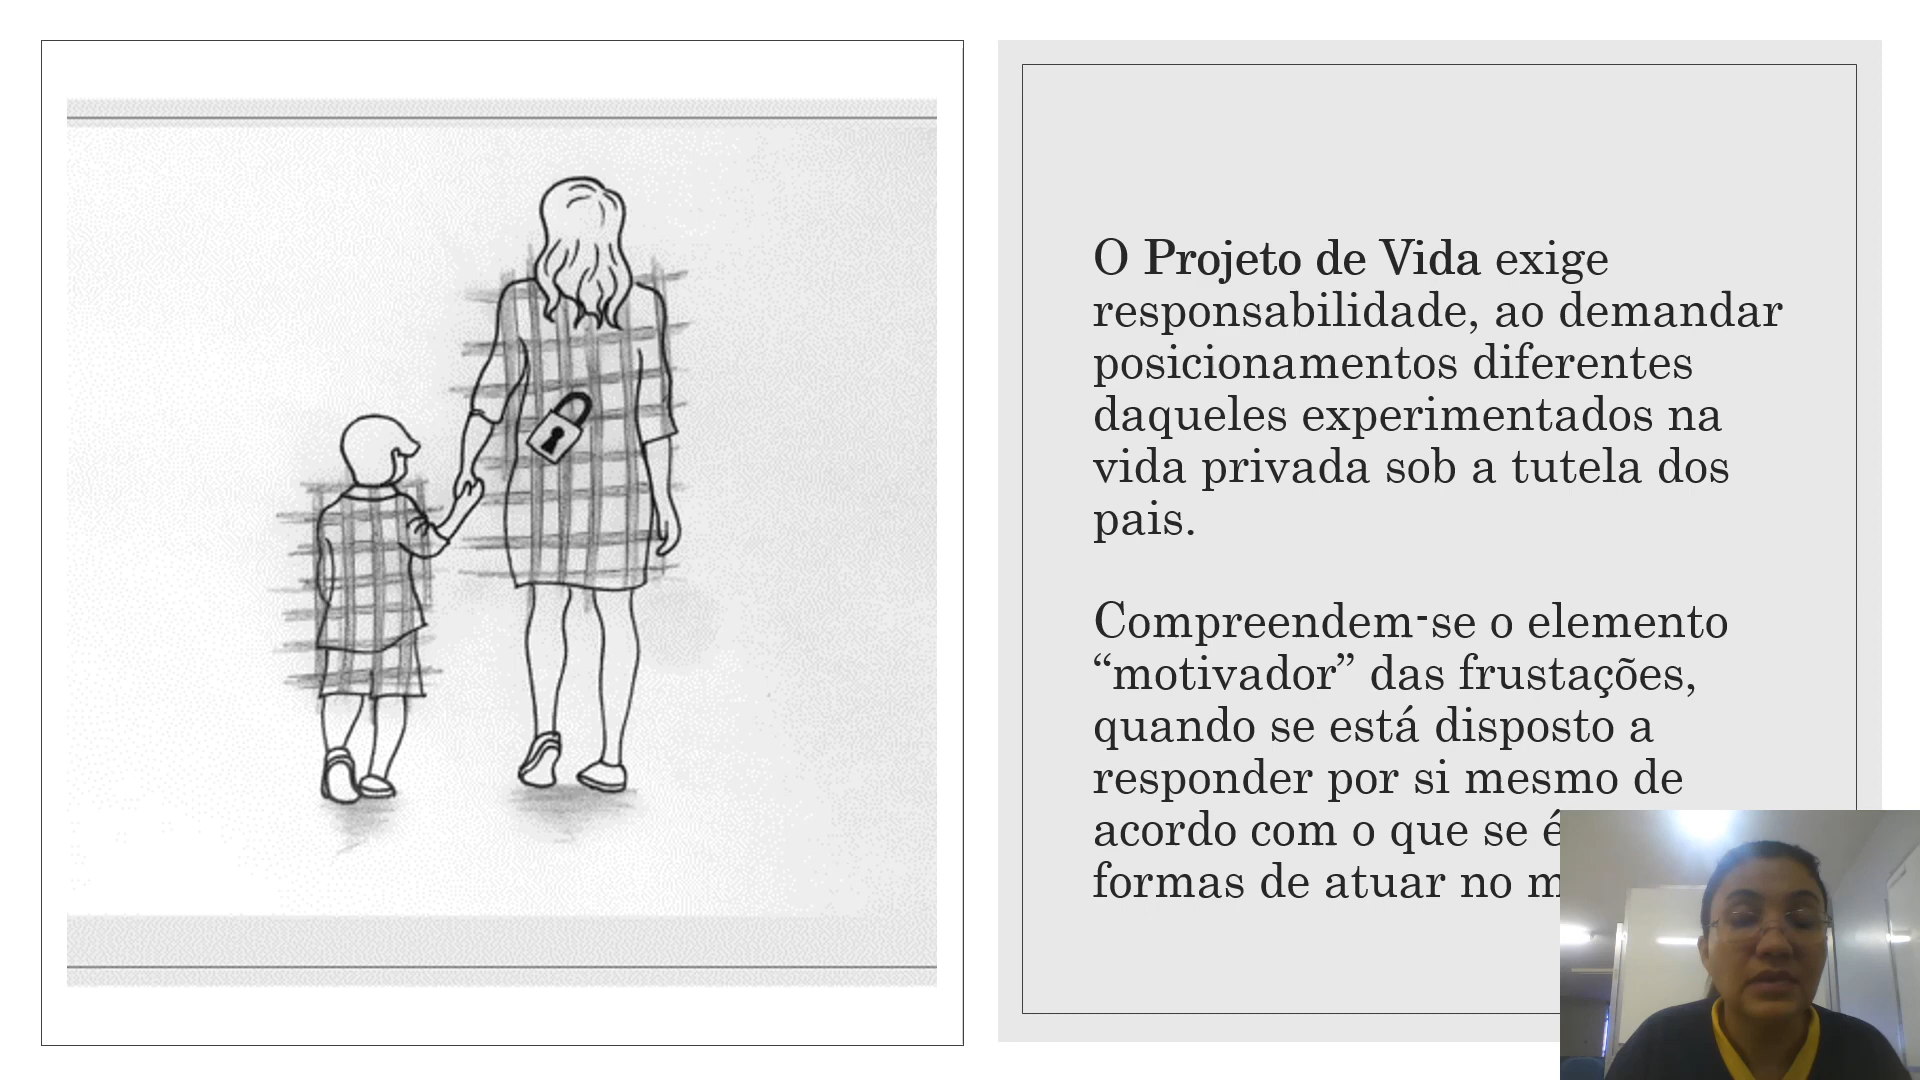 O Projeto de Vida exige
responsabilidade, ao demandar
posicionamentos diferentes
daqueles experimentados na
vida privada sob a tutela dos
pais.
Compreendem-se o elemento
“motivador” das frustações,
quando se está disposto a
responder por si mesmo de
acordo com o que se é
formas de atuar no